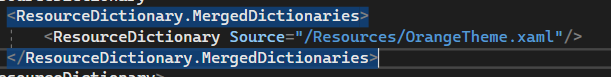 <ResourceDictionary.MergedDictionaries>
<ResourceDictionary Source="/Resources/OrangeTheme.xaml"/>
</ResourceDictionary.MergedDictionaries>